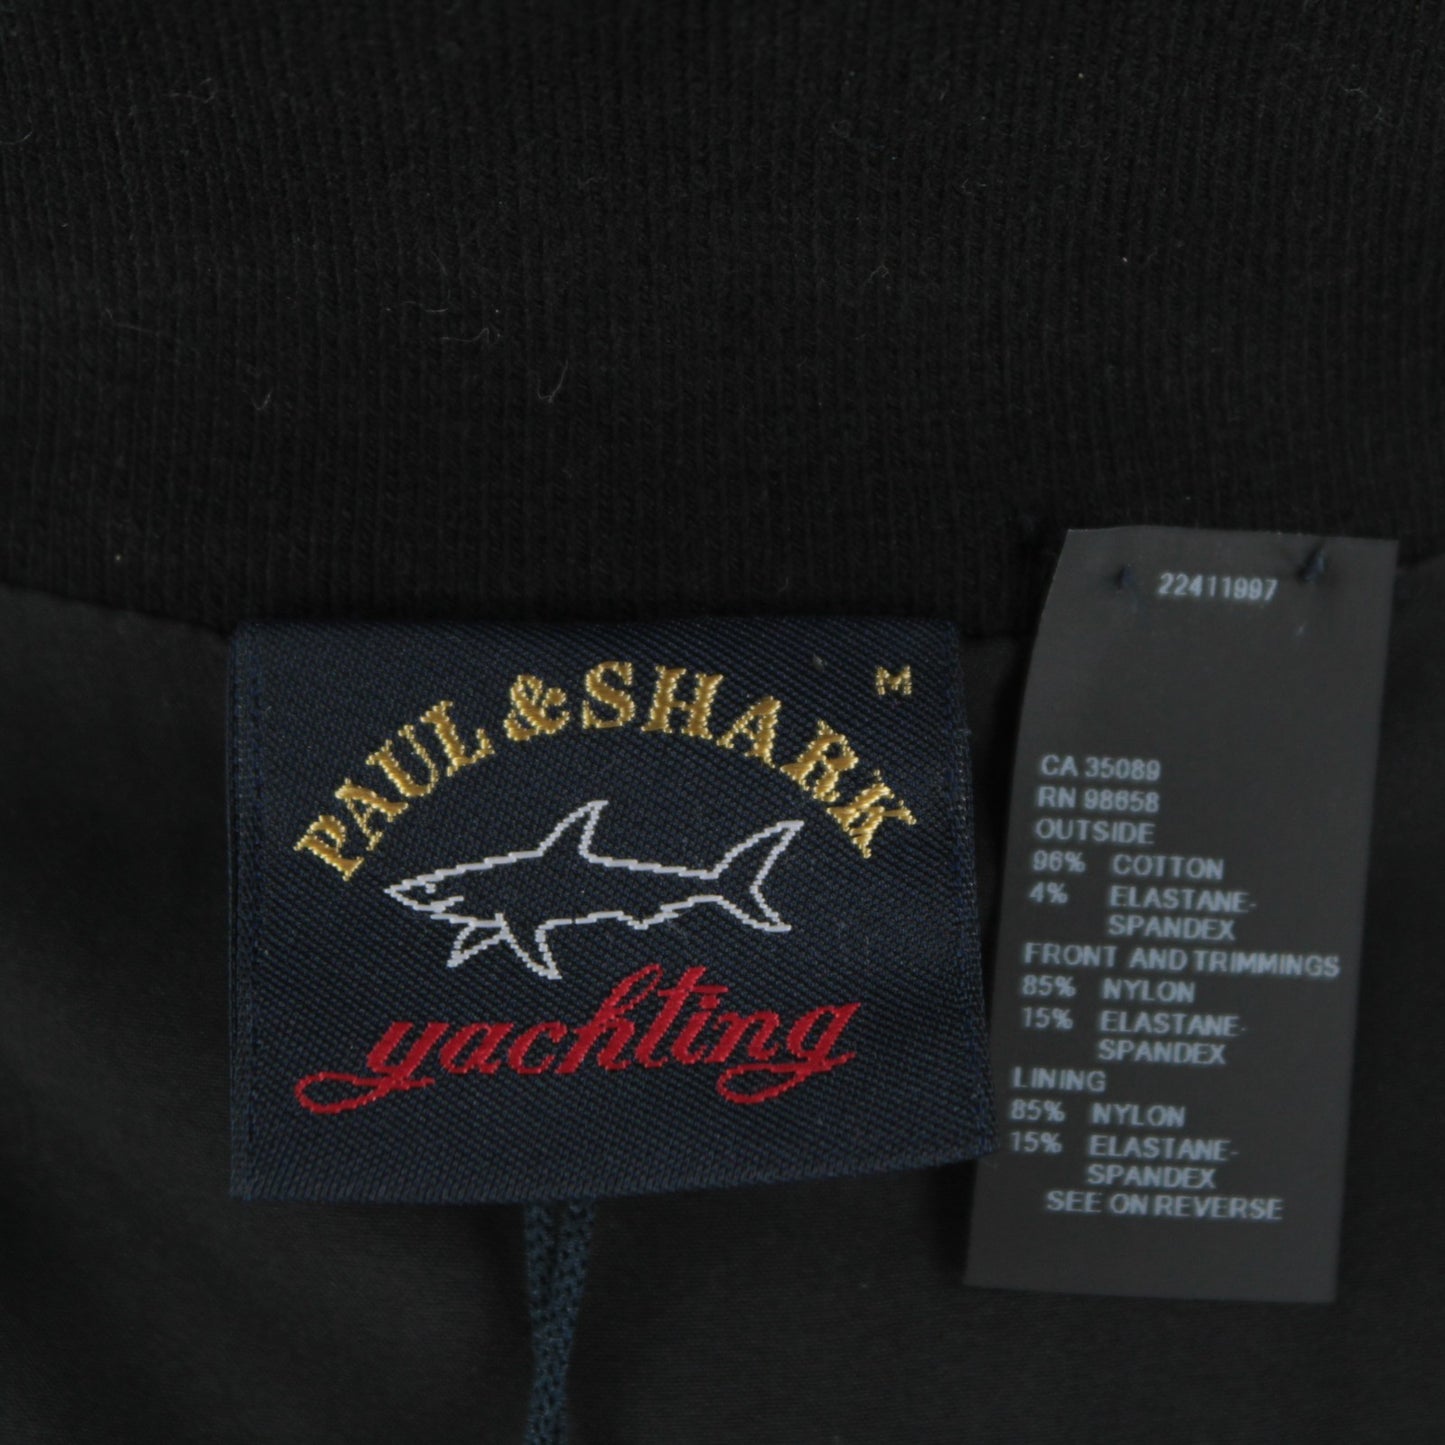 PAUL & SHARK
M
yachting
22411997
CA 35089
RN 98658
OUTSIDE
96% COTTON
4% ELASTANE-
SPANDEX
FRONT AND TRIMMINGS
85% NYLON
15% ELASTANE-
SPANDEX
LINING
85% NYLON
15% ELASTANE-
SPANDEX
SEE ON REVERSE